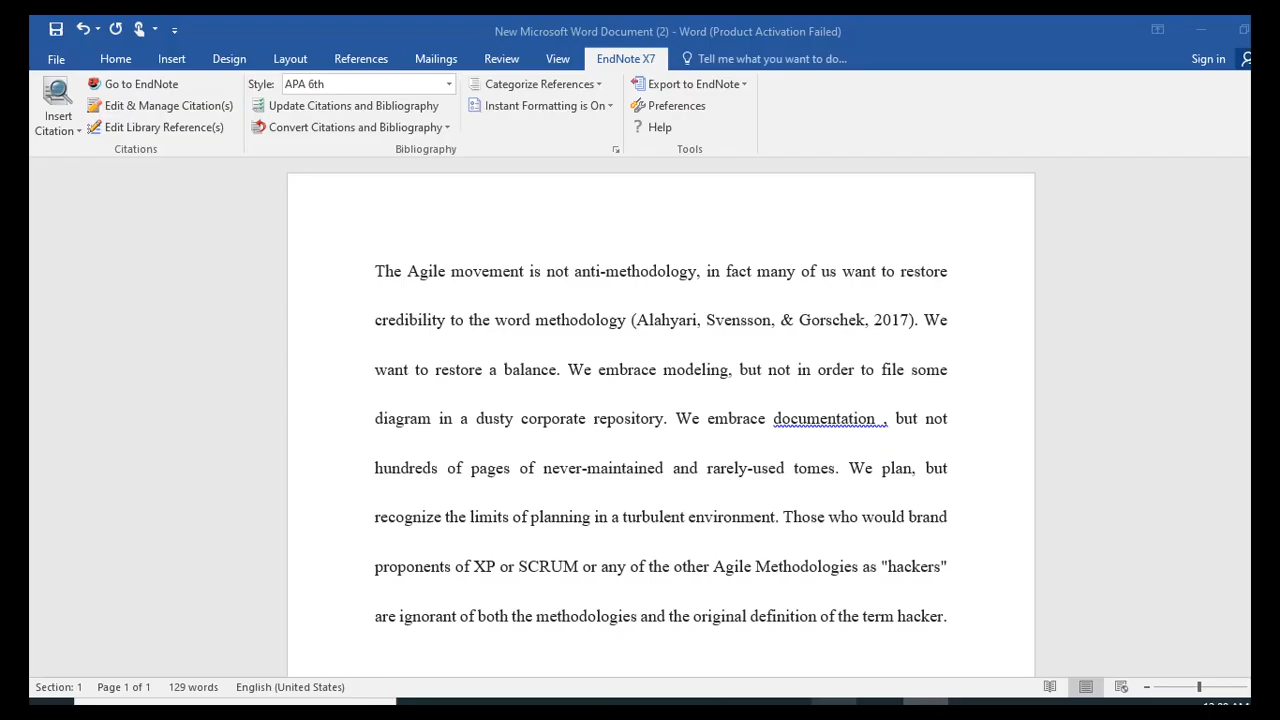 New Microsoft Word Document (2) - Word (Product Activation Failed)
File Home Insert Design Layout References Mailings Review View EndNote X7 Tell me what you want to do... Sign in
Insert Citation
Go to EndNote
Edit & Manage Citation(s)
Edit Library Reference(s)
Citations
Style: APA 6th
Update Citations and Bibliography
Convert Citations and Bibliography
Categorize References
Instant Formatting is On
Bibliography
Export to EndNote
Preferences
Help
Tools
The Agile movement is not anti-methodology, in fact many of us want to restore
credibility to the word methodology (Alahyari, Svensson, & Gorschek, 2017). We
want to restore a balance. We embrace modeling, but not in order to file some
diagram in a dusty corporate repository. We embrace documentation , but not
hundreds of pages of never-maintained and rarely-used tomes. We plan, but
recognize the limits of planning in a turbulent environment. Those who would brand
proponents of XP or SCRUM or any of the other Agile Methodologies as "hackers"
are ignorant of both the methodologies and the original definition of the term hacker.
Section: 1 Page 1 of 1 129 words English (United States)